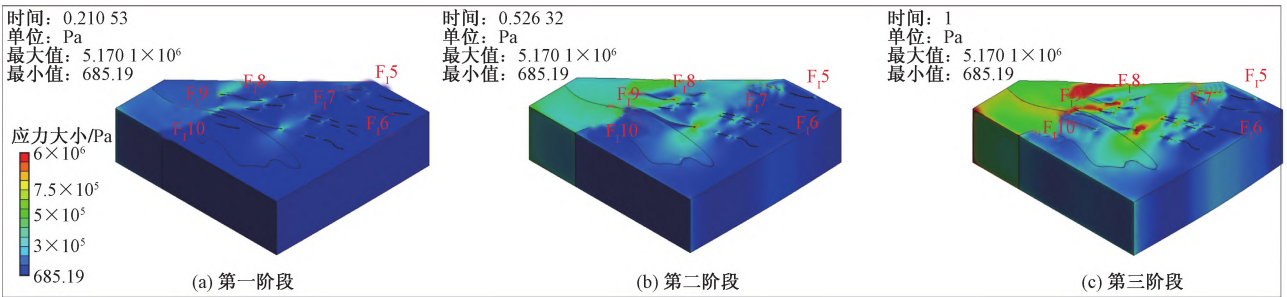 时间：0.210 53
单位：Pa
最大值：5.170 1×10⁶
最小值：685.19
F₁5
F₁8
F₁9
F₁7
F₁6
F₁10
应力大小/Pa
6×10⁶
7.5×10⁵
5×10⁵
3×10⁵
685.19
(a) 第一阶段
时间：0.526 32
单位：Pa
最大值：5.170 1×10⁶
最小值：685.19
F₁5
F₁8
F₁9
F₁7
F₁6
F₁10
(b) 第二阶段
时间：1
单位：Pa
最大值：5.170 1×10⁶
最小值：685.19
F₁5
F₁8
F₁7
F₁6
F₁10
(c) 第三阶段